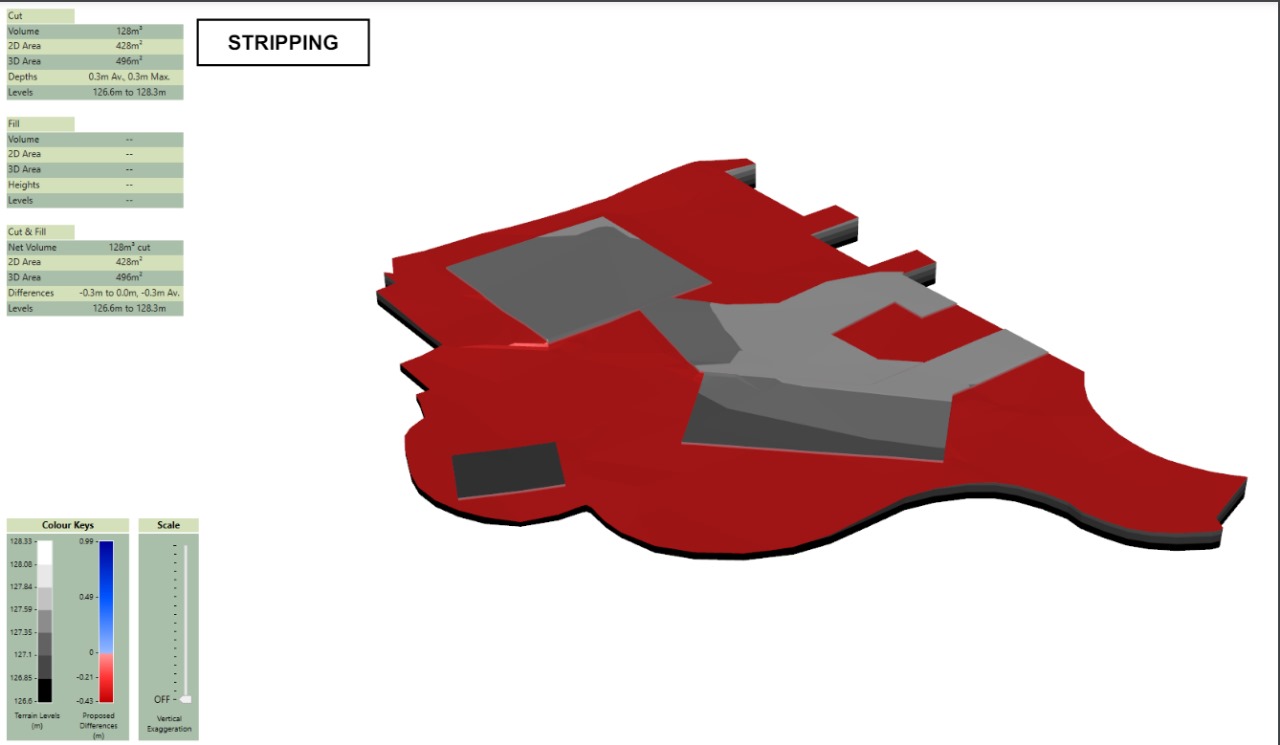 Cut
Volume 128m³
2D Area 428m²
3D Area 496m²
Depths 0.3m Av., 0.3m Max.
Levels 126.6m to 128.3m
STRIPPING
Fill
Volume --
2D Area --
3D Area --
Heights --
Levels --
Cut & Fill
Net Volume 128m³ cut
2D Area 428m²
3D Area 496m²
Differences -0.3m to 0.0m, -0.3m Av.
Levels 126.6m to 128.3m
Colour Keys
128.33
128.08
127.84
127.59
127.35
127.1
126.85
126.6
Terrain Levels
(m)
0.99
0.49
0
-0.21
-0.43
Proposed
Differences
(m)
Scale
OFF
Vertical
Exaggeration